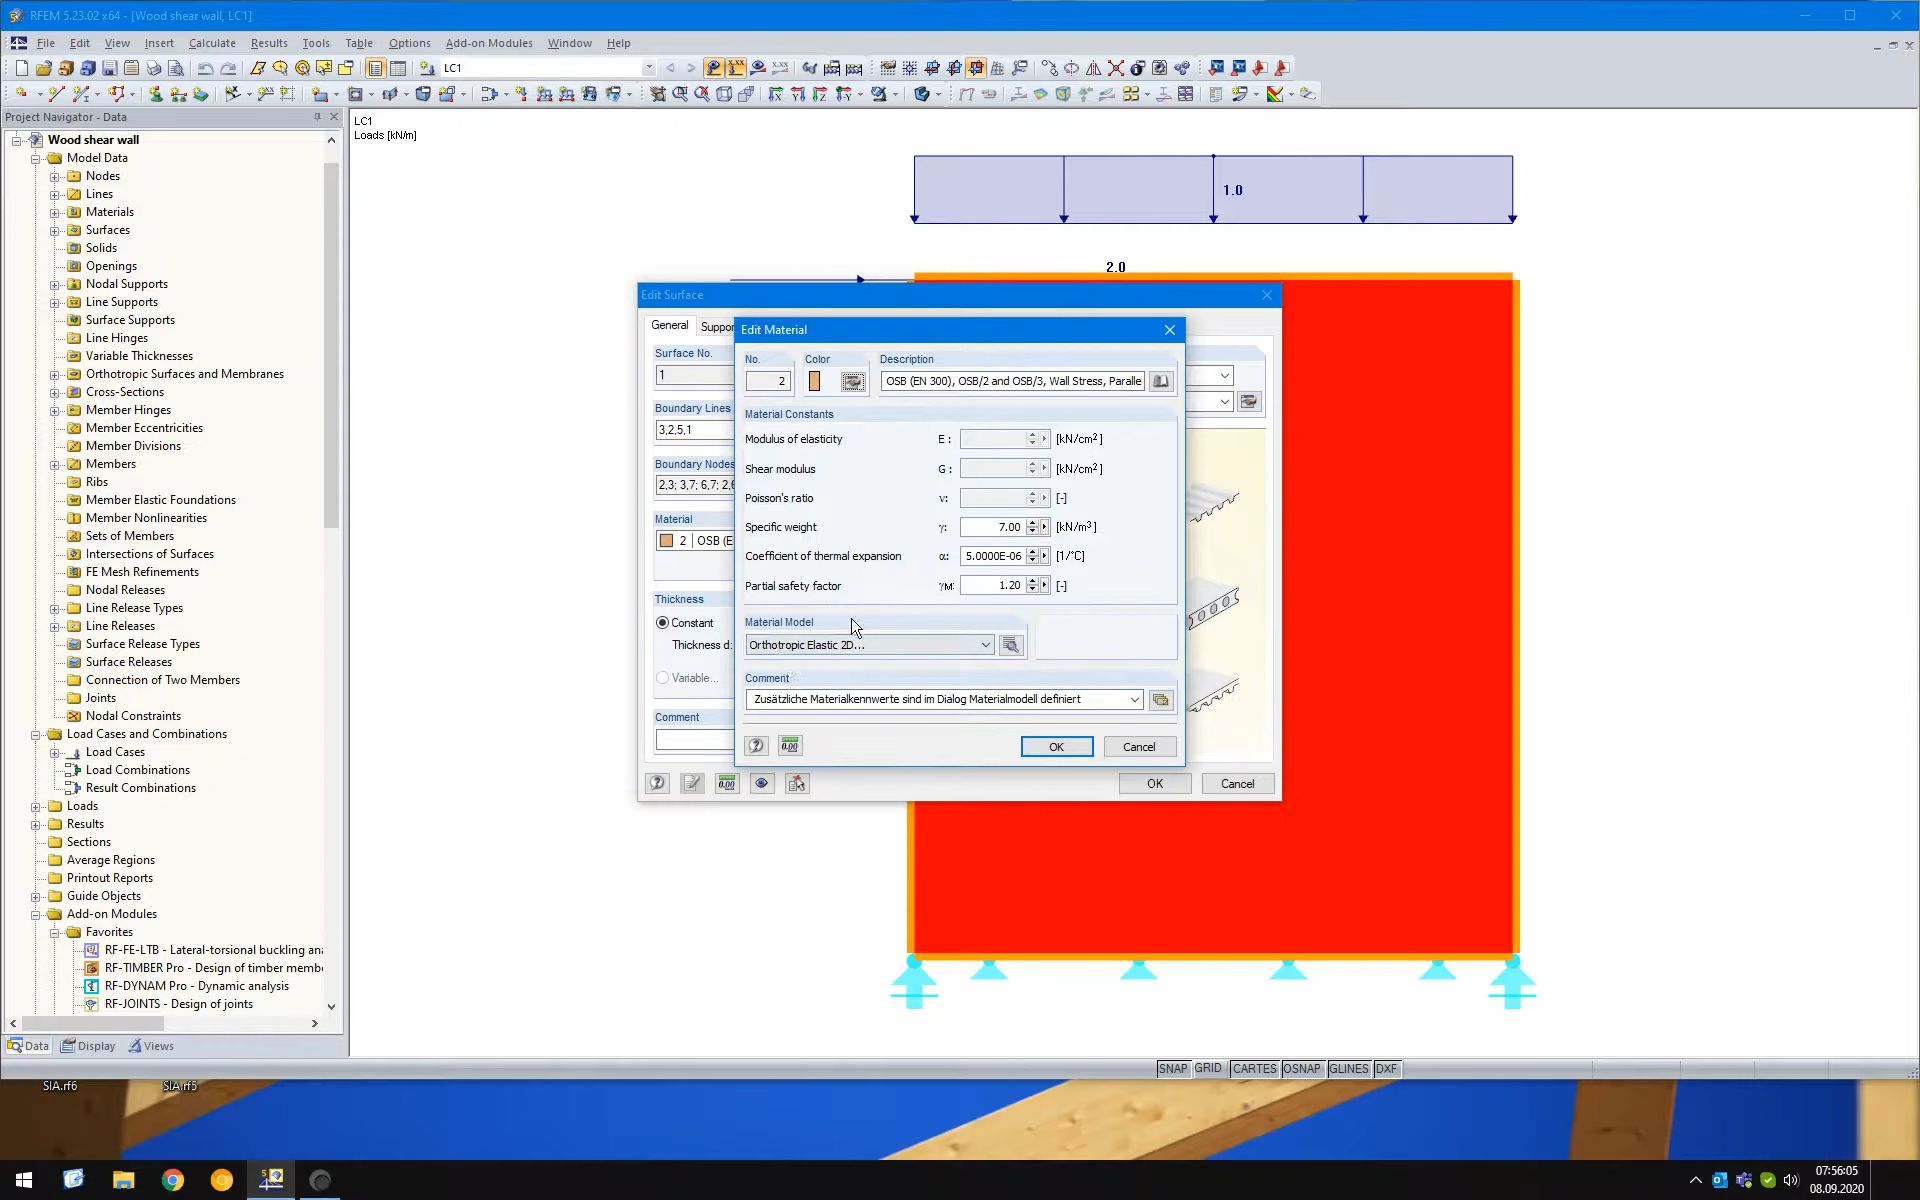 RFEM 5.23.02 x64 - [Wood shear wall, LC1]
File Edit View Insert Calculate Results Tools Table Options Add-on Modules Window Help
LC1
Project Navigator - Data
Wood shear wall
Model Data
Nodes
Lines
Materials
Surfaces
Solids
Openings
Nodal Supports
Line Supports
Surface Supports
Line Hinges
Variable Thicknesses
Orthotropic Surfaces and Membranes
Cross-Sections
Member Hinges
Member Eccentricities
Member Divisions
Members
Ribs
Member Elastic Foundations
Member Nonlinearities
Sets of Members
Intersections of Surfaces
FE Mesh Refinements
Nodal Releases
Line Release Types
Line Releases
Surface Release Types
Surface Releases
Connection of Two Members
Joints
Nodal Constraints
Load Cases and Combinations
Load Cases
Load Combinations
Result Combinations
Loads
Results
Sections
Average Regions
Printout Reports
Guide Objects
Add-on Modules
Favorites
RF-FE-LTB - Lateral-torsional buckling ana
RF-TIMBER Pro - Design of timber membe
RF-DYNAM Pro - Dynamic analysis
RF-JOINTS - Design of joints
Data Display Views
LC1
Loads [kN/m]
1.0
2.0
Edit Surface
General Suppor
Surface No.
1
Boundary Lines
3,2,5,1
Boundary Nodes
2,3; 3,7; 6,7; 2,6
Material
2 OSB (E
Thickness
Constant
Thickness d:
Variable...
Comment
OK Cancel
Edit Material
No. Color Description
2 OSB (EN 300), OSB/2 and OSB/3, Wall Stress, Paralle
Material Constants
Modulus of elasticity E : [kN/cm²]
Shear modulus G : [kN/cm²]
Poisson's ratio ν: [-]
Specific weight γ: 7.00 [kN/m³]
Coefficient of thermal expansion α: 5.0000E-06 [1/°C]
Partial safety factor γM: 1.20 [-]
Material Model
Orthotropic Elastic 2D...
Comment
Zusätzliche Materialkennwerte sind im Dialog Materialmodell definiert
OK Cancel
SNAP GRID CARTES OSNAP GLINES DXF
SIA.rf6 SIA.rf5
07:56:05
08.09.2020